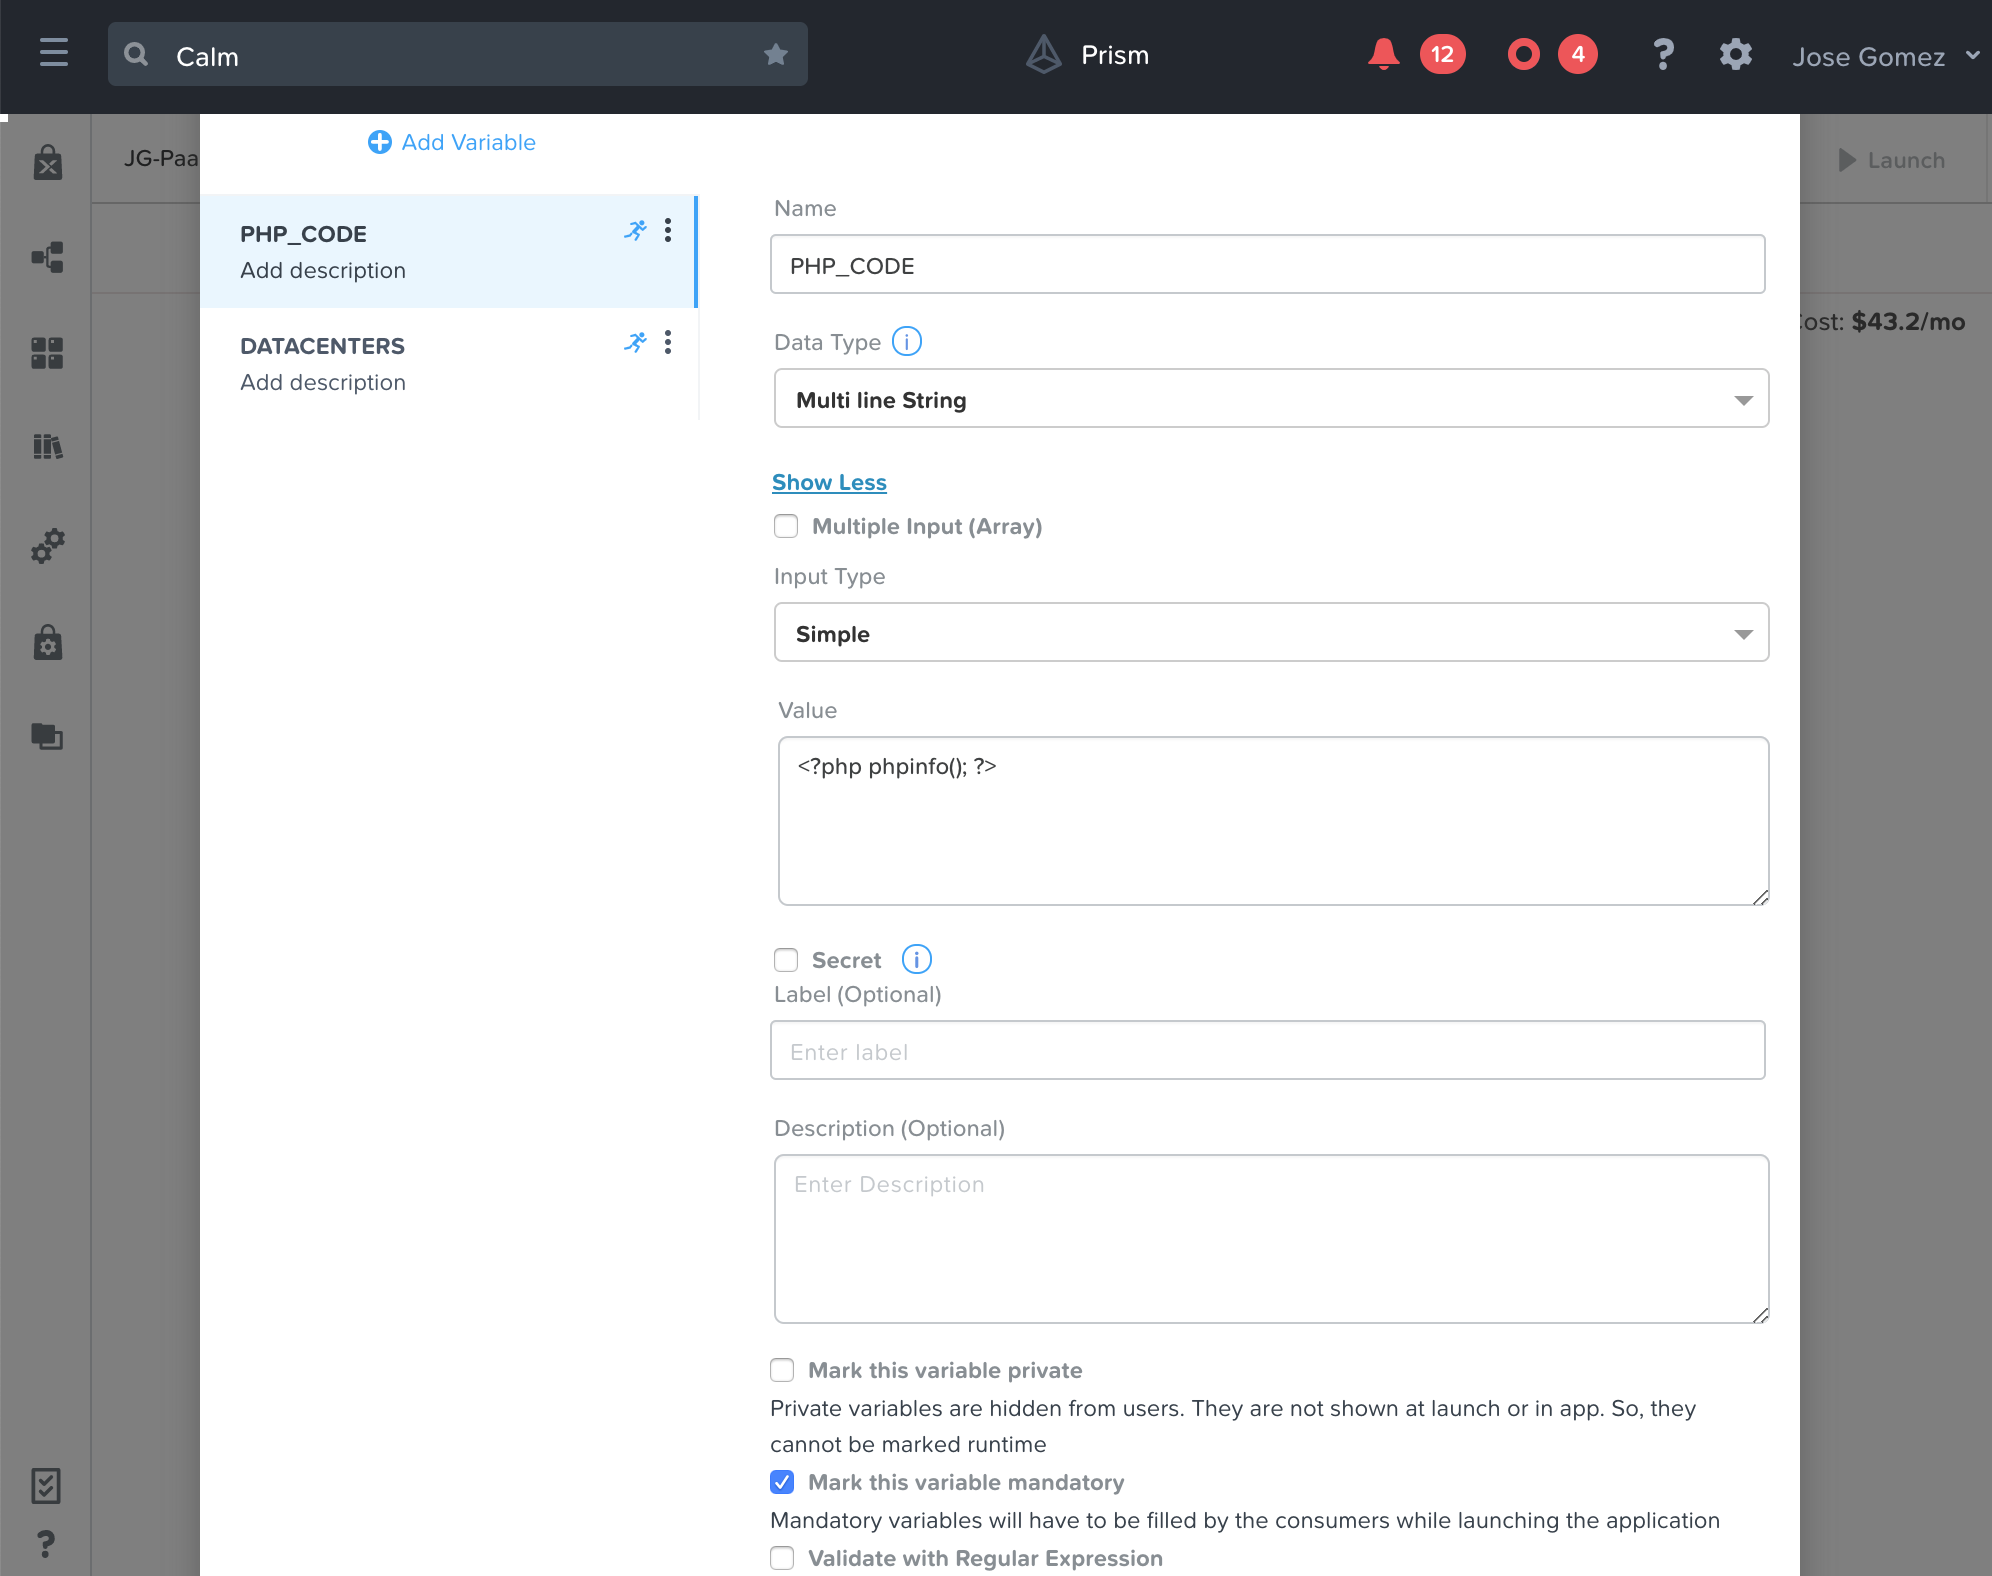 Calm
Prism
12
4
?
Jose Gomez
JG-Paa
Launch
Add Variable
PHP_CODE
Add description
DATACENTERS
Add description
Name
PHP_CODE
Data Type
Multi line String
Cost: $43.2/mo
Show Less
Multiple Input (Array)
Input Type
Simple
Value
<?php phpinfo(); ?>
Secret
Label (Optional)
Enter label
Description (Optional)
Enter Description
Mark this variable private
Private variables are hidden from users. They are not shown at launch or in app. So, they
cannot be marked runtime
Mark this variable mandatory
Mandatory variables will have to be filled by the consumers while launching the application
Validate with Regular Expression
?